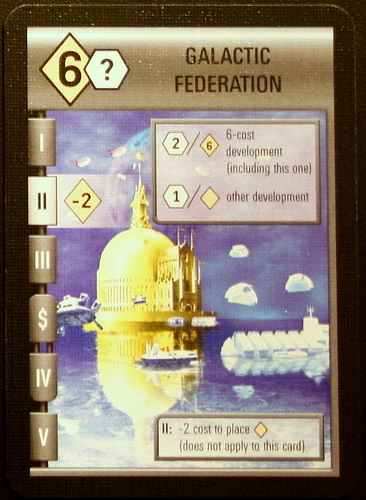 6 ?
GALACTIC
FEDERATION
I
2 / 6 6-cost
development
(including this one)
II -2
1 / other development
III
$
IV
V
II: -2 cost to place
(does not apply to this card)